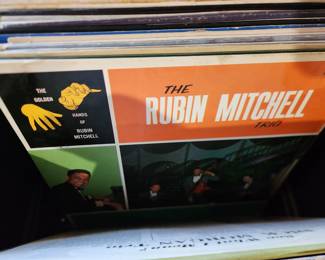 THE
GOLDEN
HANDS
OF
RUBIN
MITCHELL
THE
RUBIN MITCHELL
TRIO